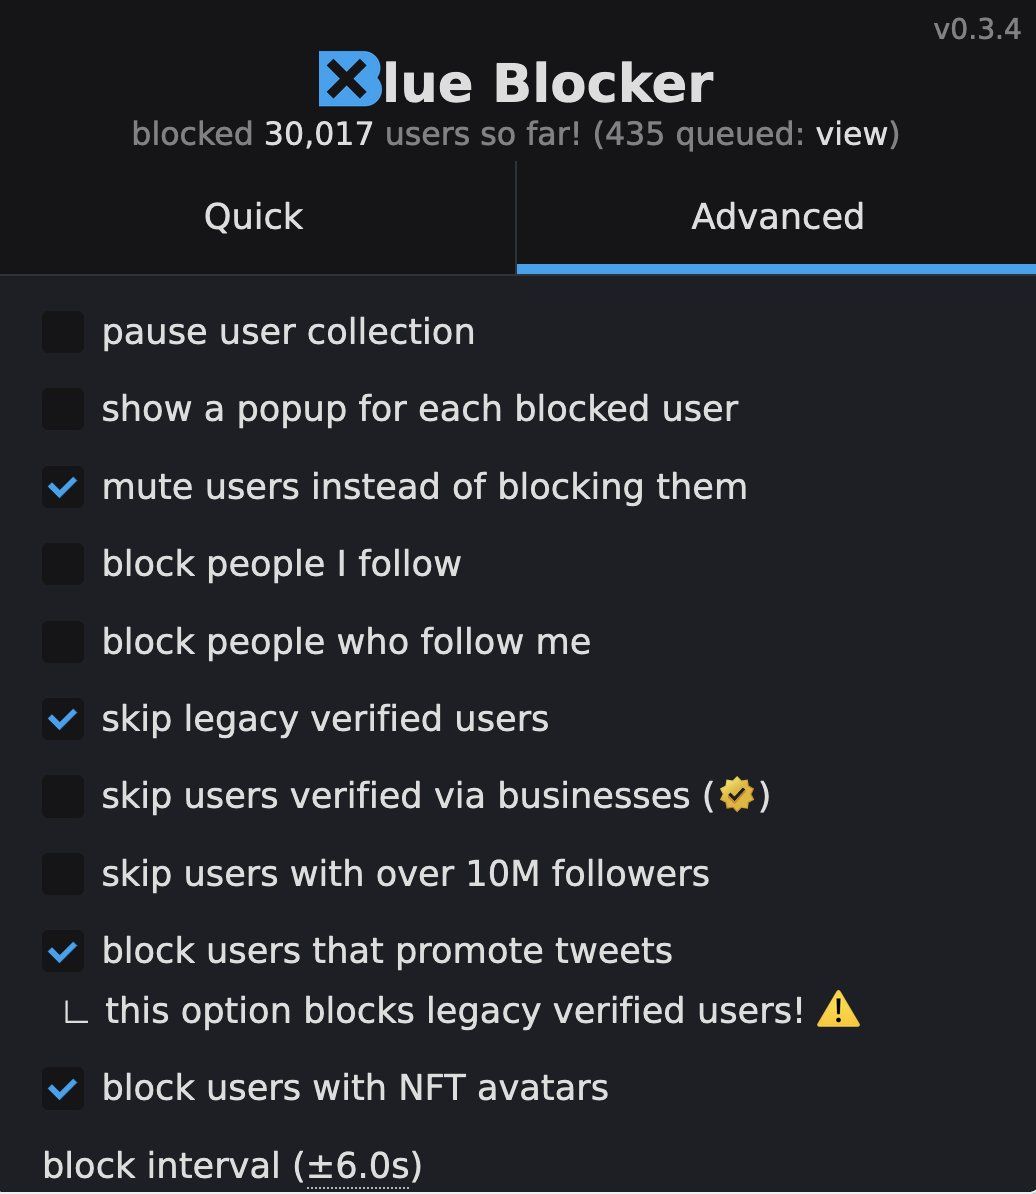 v0.3.4
Blue Blocker
blocked 30,017 users so far! (435 queued: view)
Quick
Advanced
pause user collection
show a popup for each blocked user
mute users instead of blocking them
block people I follow
block people who follow me
skip legacy verified users
skip users verified via businesses ()
skip users with over 10M followers
block users that promote tweets
∟ this option blocks legacy verified users! ⚠️
block users with NFT avatars
block interval (±6.0s)